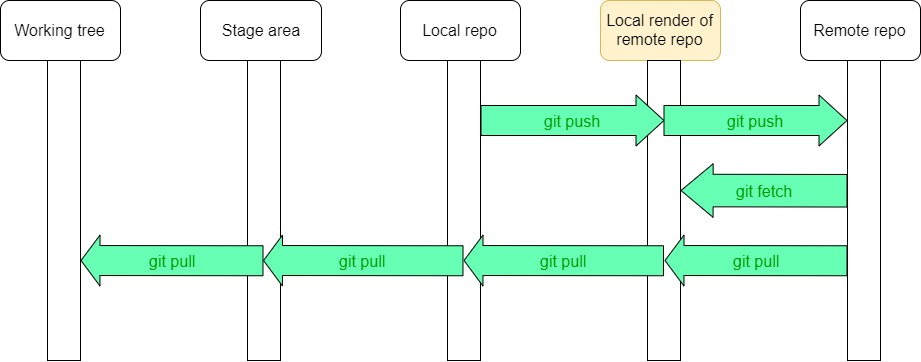 Working tree
Stage area
Local repo
Local render of
remote repo
Remote repo
git push
git push
git fetch
git pull
git pull
git pull
git pull